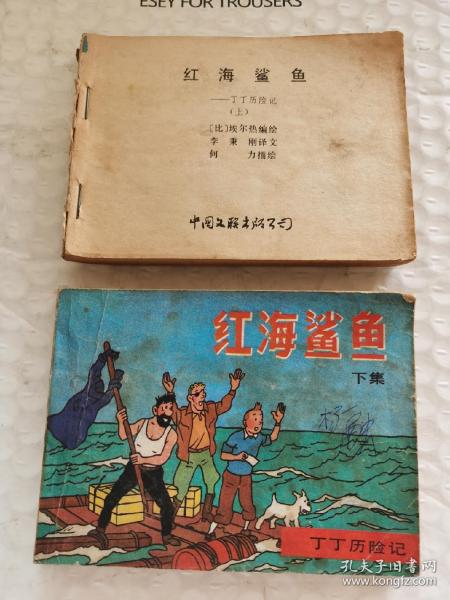 ESEY FOR TROUSERS
红海鲨鱼
——丁丁历险记
(上)
[比]埃尔热编绘
李秉刚译文
何力描绘
中国文联出版公司
红海鲨鱼
下集
丁丁历险记
孔夫子旧书网
www.kongfz.com